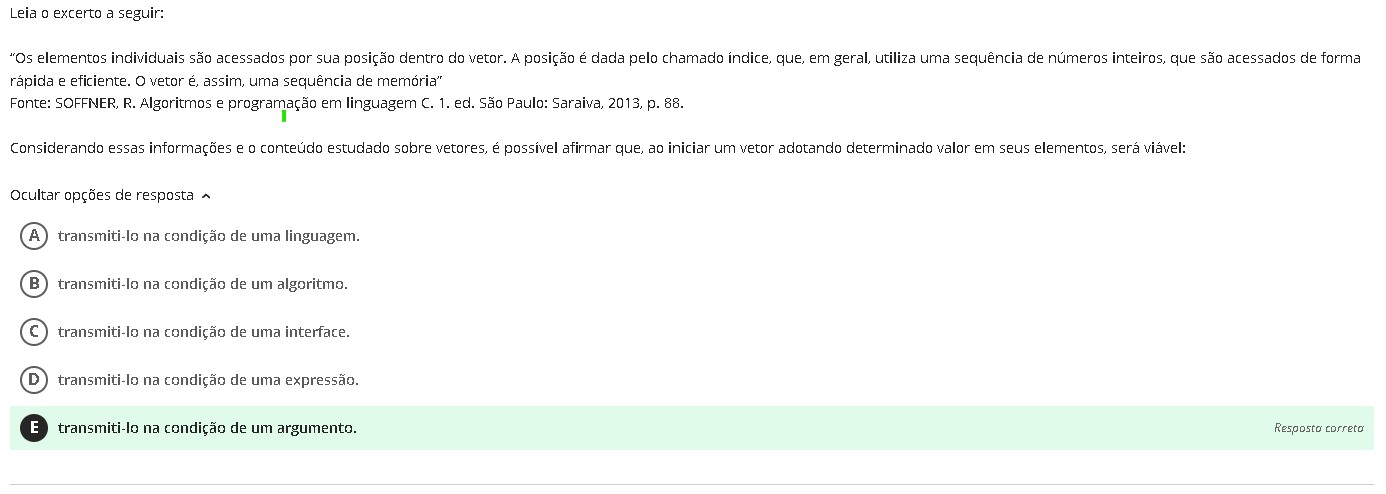 Leia o excerto a seguir:
“Os elementos individuais são acessados por sua posição dentro do vetor. A posição é dada pelo chamado índice, que, em geral, utiliza uma sequência de números inteiros, que são acessados de forma
rápida e eficiente. O vetor é, assim, uma sequência de memória”
Fonte: SOFFNER, R. Algoritmos e programação em linguagem C. 1. ed. São Paulo: Saraiva, 2013, p. 88.
Considerando essas informações e o conteúdo estudado sobre vetores, é possível afirmar que, ao iniciar um vetor adotando determinado valor em seus elementos, será viável:
Ocultar opções de resposta
A transmiti-lo na condição de uma linguagem.
B transmiti-lo na condição de um algoritmo.
C transmiti-lo na condição de uma interface.
D transmiti-lo na condição de uma expressão.
E transmiti-lo na condição de um argumento. Resposta correta